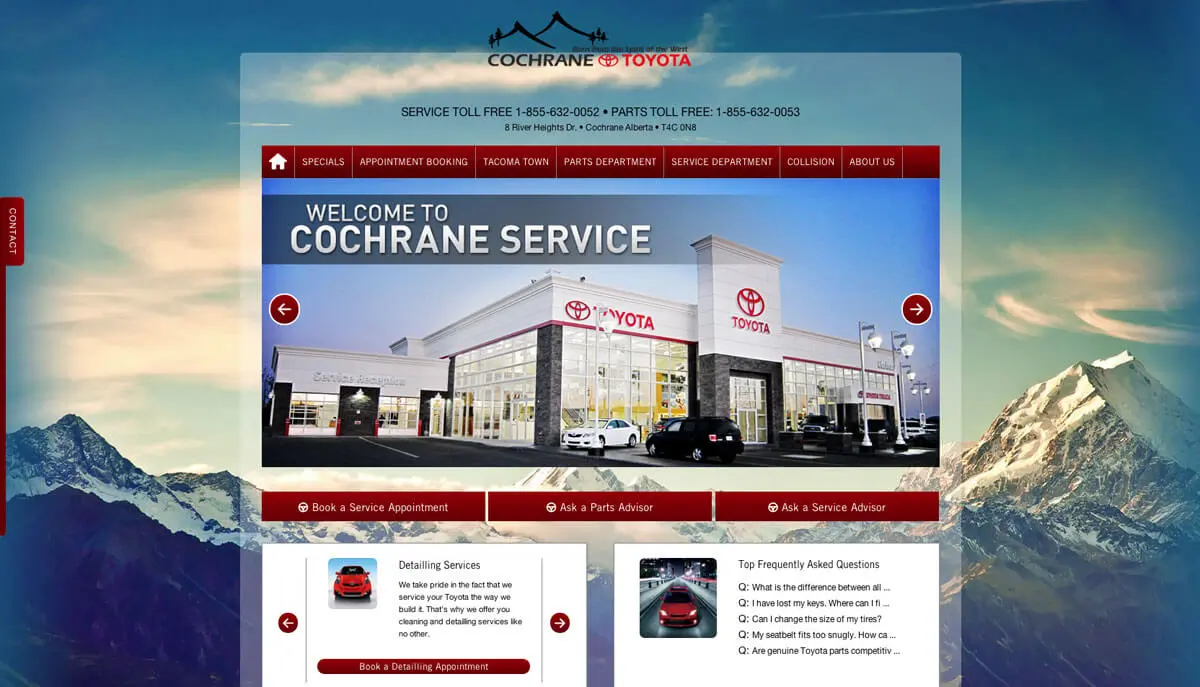 Born from the Spirit of the West
COCHRANE TOYOTA
SERVICE TOLL FREE 1-855-632-0052 • PARTS TOLL FREE: 1-855-632-0053
8 River Heights Dr. • Cochrane Alberta • T4C 0N8
SPECIALS APPOINTMENT BOOKING TACOMA TOWN PARTS DEPARTMENT SERVICE DEPARTMENT COLLISION ABOUT US
CONTACT
WELCOME TO
COCHRANE SERVICE
TOYOTA
TOYOTA
Service Reception
Book a Service Appointment
Ask a Parts Advisor
Ask a Service Advisor
Detailling Services
We take pride in the fact that we
service your Toyota the way we
build it. That's why we offer you
cleaning and detailing services like
no other.
Book a Detailling Appointment
Top Frequently Asked Questions
Q: What is the difference between all ...
Q: I have lost my keys. Where can I fi ...
Q: Can I change the size of my tires?
Q: My seatbelt fits too snugly. How ca ...
Q: Are genuine Toyota parts competitiv ...